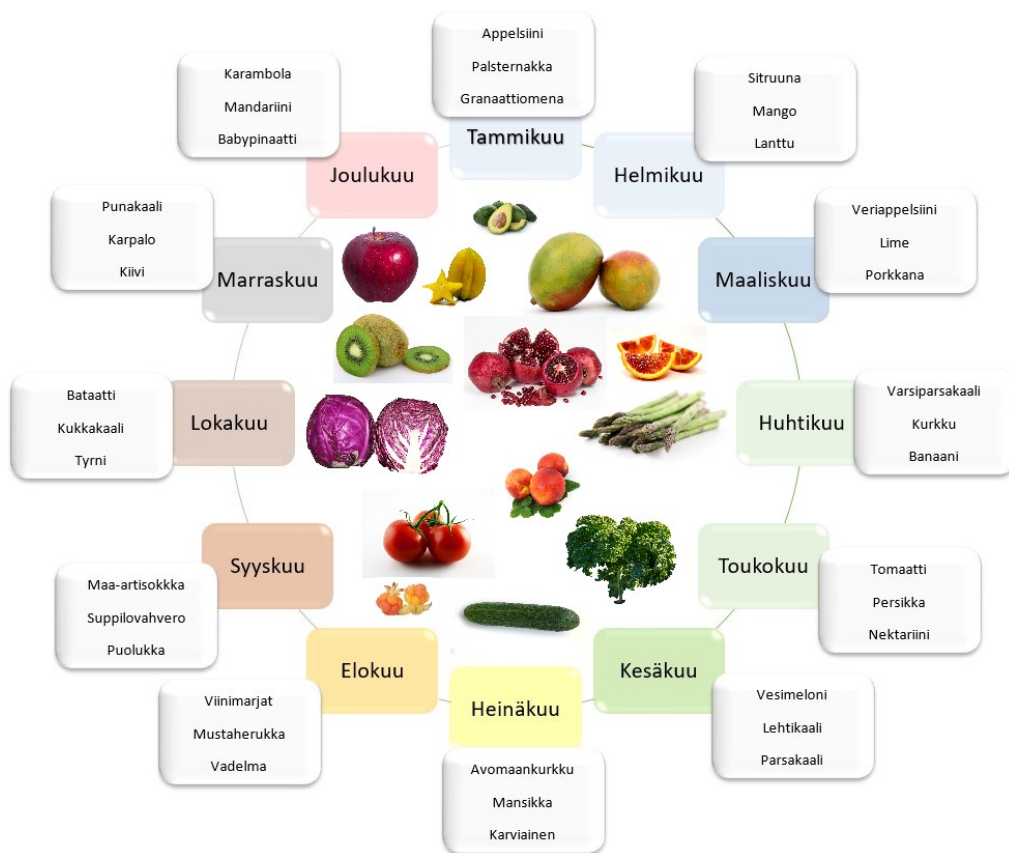 Appelsiini
Palsternakka
Granaattiomena
Tammikuu
Sitruuna
Mango
Lanttu
Helmikuu
Veriappelsiini
Lime
Porkkana
Maaliskuu
Varsiparsakaali
Kurkku
Banaani
Huhtikuu
Tomaatti
Persikka
Nektariini
Toukokuu
Vesimeloni
Lehtikaali
Parsakaali
Kesäkuu
Heinäkuu
Avomaankurkku
Mansikka
Karviainen
Elokuu
Viinimarjat
Mustaherukka
Vadelma
Syyskuu
Maa-artisokkka
Suppilovahvero
Puolukka
Lokakuu
Bataatti
Kukkakaali
Tyrni
Marraskuu
Punakaali
Karpalo
Kiivi
Joulukuu
Karambola
Mandariini
Babypinaatti